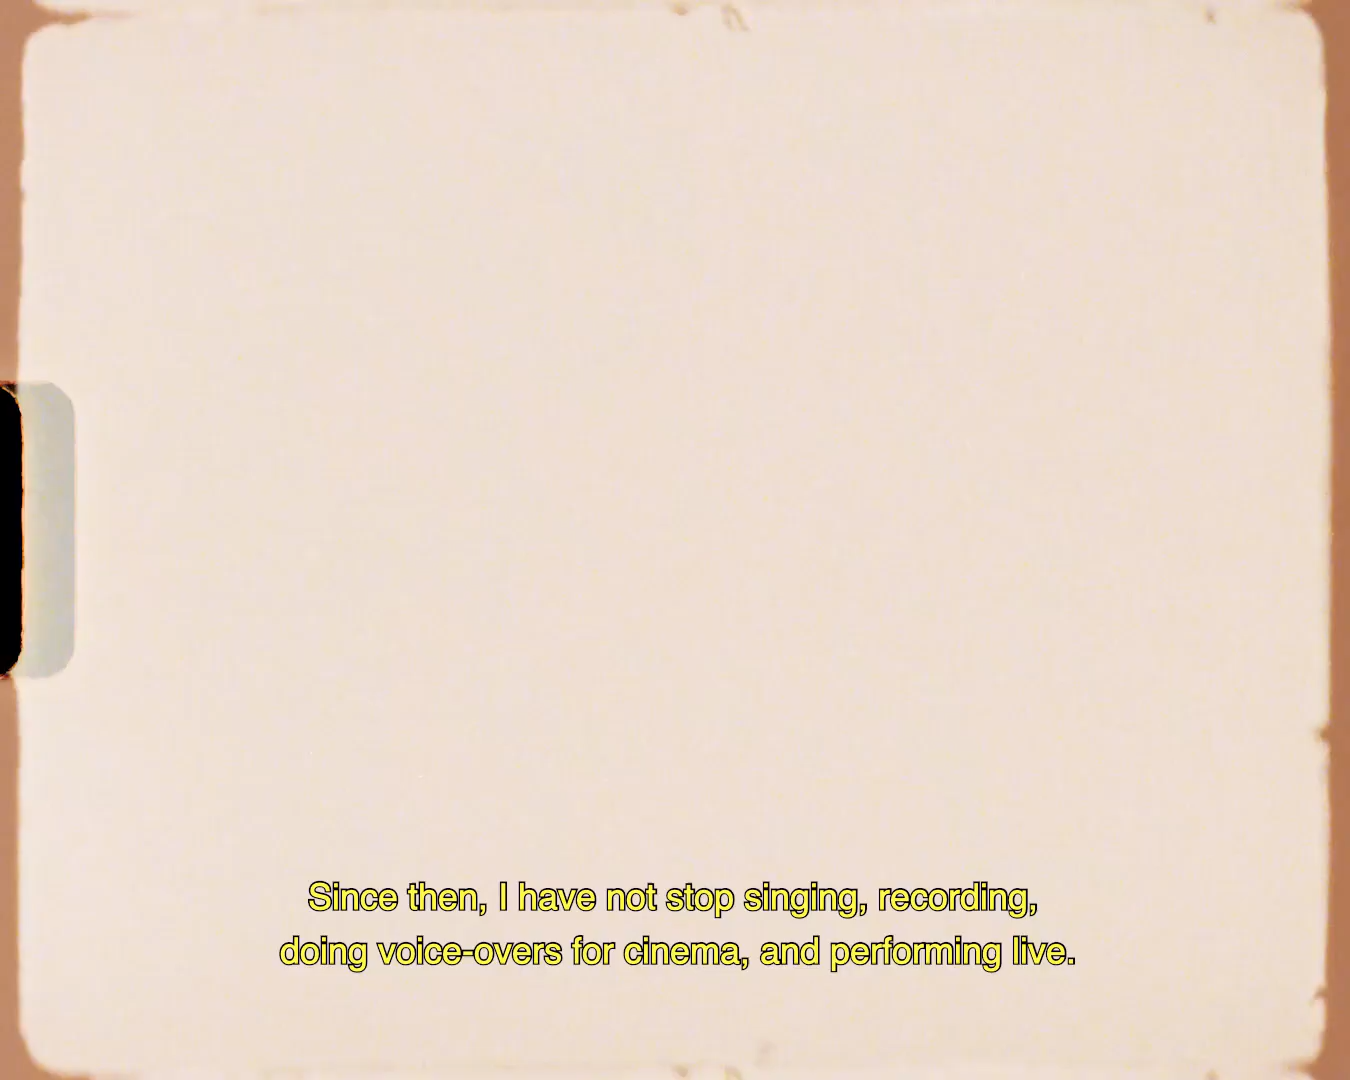 Since then, I have not stop singing, recording,
doing voice-overs for cinema, and performing live.